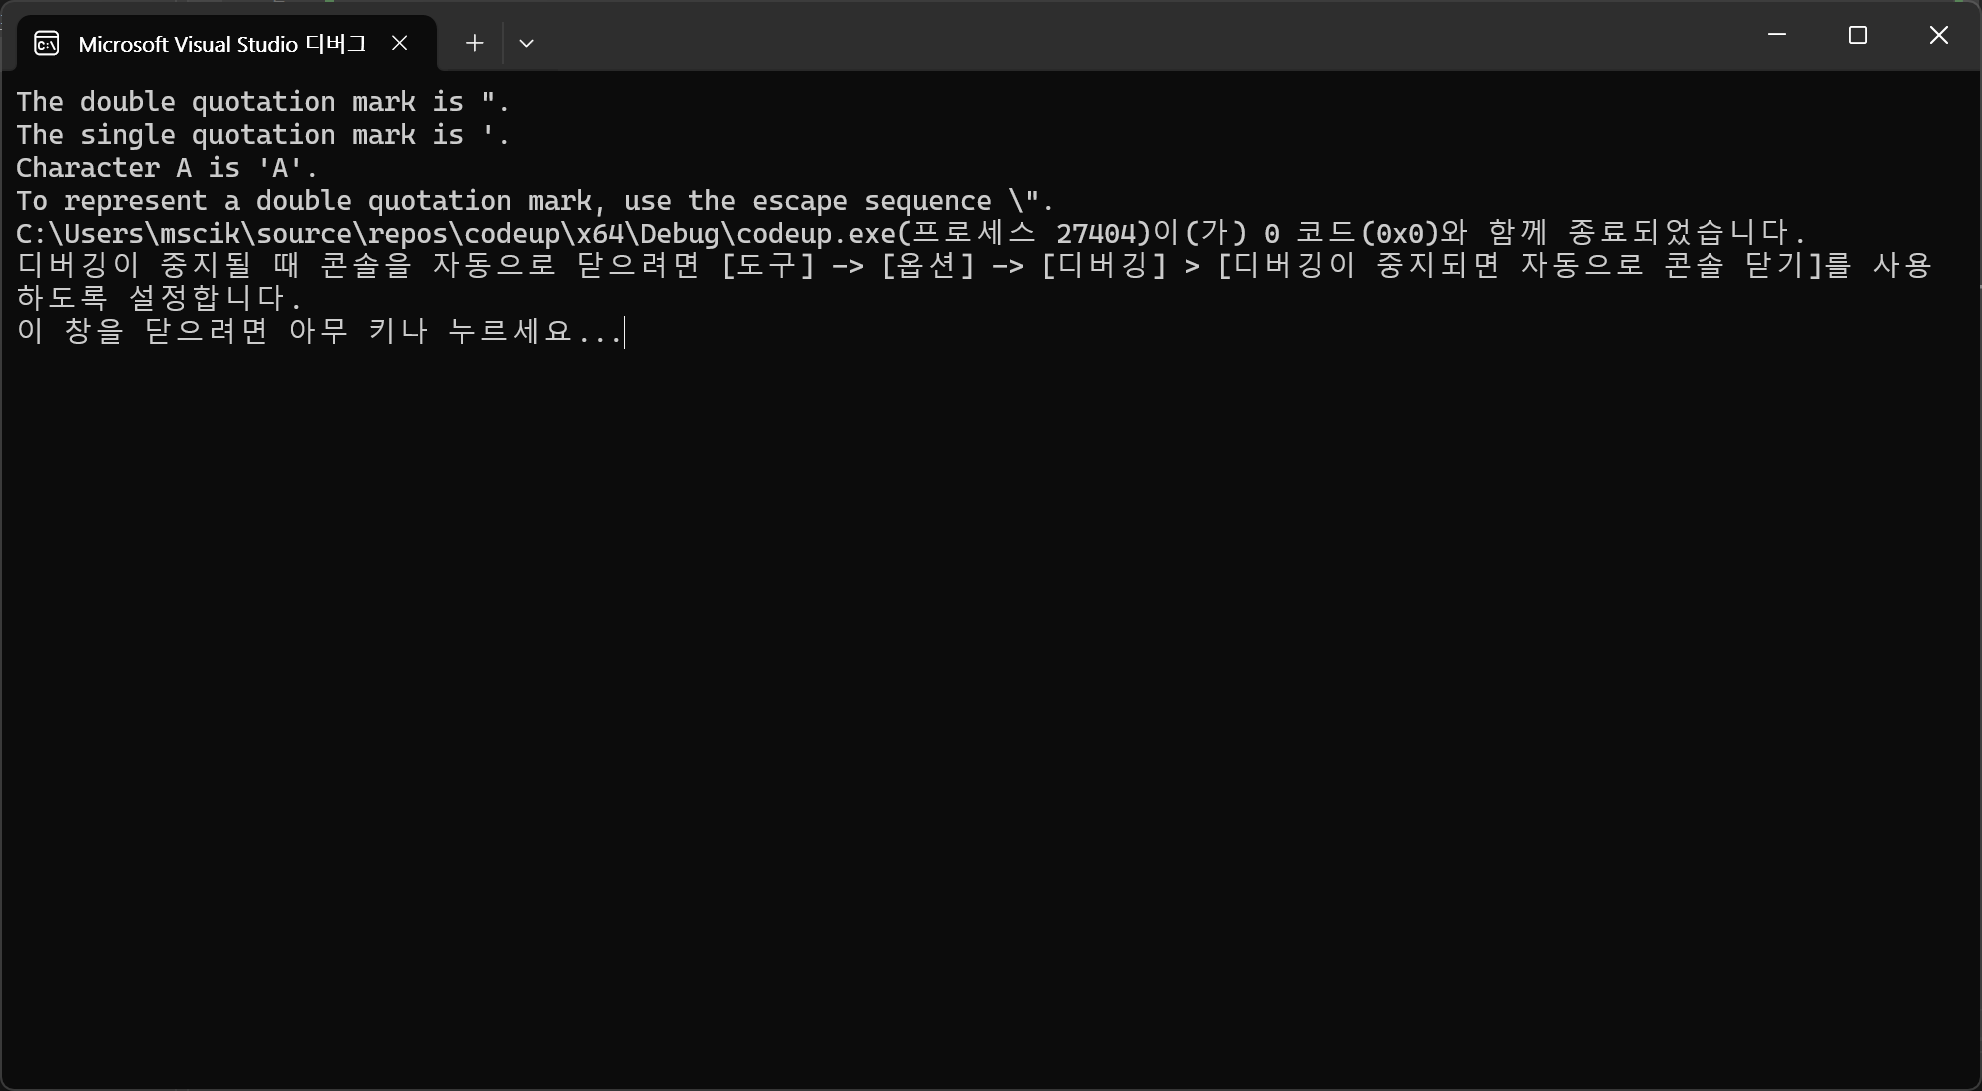 Microsoft Visual Studio 디버그
The double quotation mark is ".
The single quotation mark is '.
Character A is 'A'.
To represent a double quotation mark, use the escape sequence \".
C:\Users\mscik\source\repos\codeup\x64\Debug\codeup.exe(프로세스 27404)이(가) 0 코드(0x0)와 함께 종료되었습니다.
디버깅이 중지될 때 콘솔을 자동으로 닫으려면 [도구] -> [옵션] -> [디버깅] > [디버깅이 중지되면 자동으로 콘솔 닫기]를 사용
하도록 설정합니다.
이 창을 닫으려면 아무 키나 누르세요...